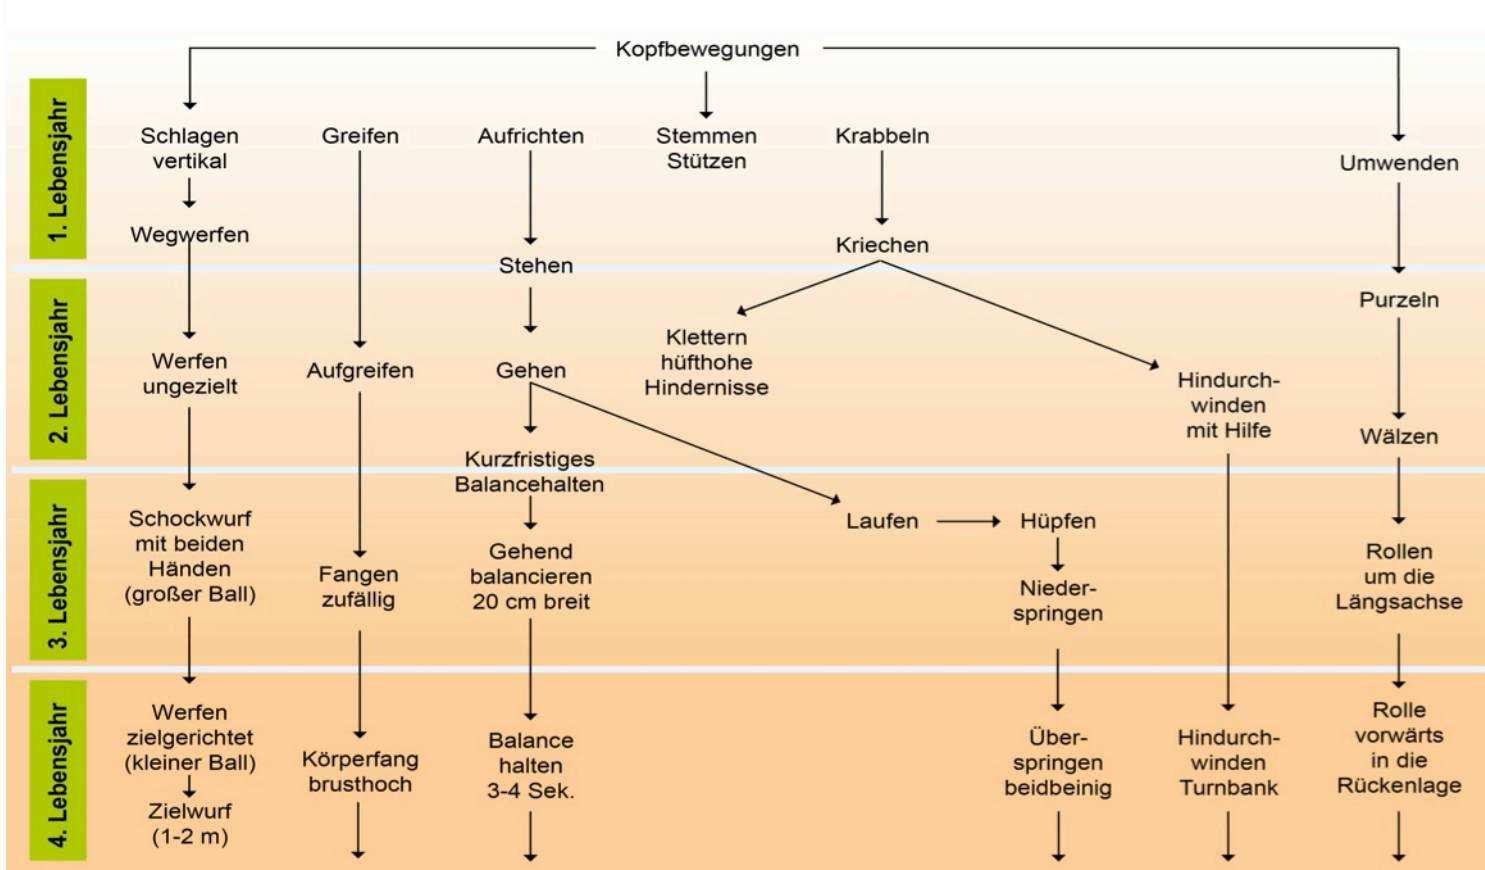 Kopfbewegungen
1. Lebensjahr
Schlagen
vertikal
Greifen
Aufrichten
Stemmen
Stützen
Krabbeln
Umwenden
Wegwerfen
Kriechen
Stehen
2. Lebensjahr
Purzeln
Klettern
hüfthohe
Hindernisse
Werfen
ungezielt
Aufgreifen
Gehen
Hindurch-
winden
mit Hilfe
Wälzen
Kurzfristiges
Balancehalten
3. Lebensjahr
Schockwurf
mit beiden
Händen
(großer Ball)
Fangen
zufällig
Gehend
balancieren
20 cm breit
Laufen
Hüpfen
Nieder-
springen
Rollen
um die
Längsachse
4. Lebensjahr
Werfen
zielgerichtet
(kleiner Ball)
Zielwurf
(1-2 m)
Körperfang
brusthoch
Balance
halten
3-4 Sek.
Über-
springen
beidbeinig
Hindurch-
winden
Turnbank
Rolle
vorwärts
in die
Rückenlage